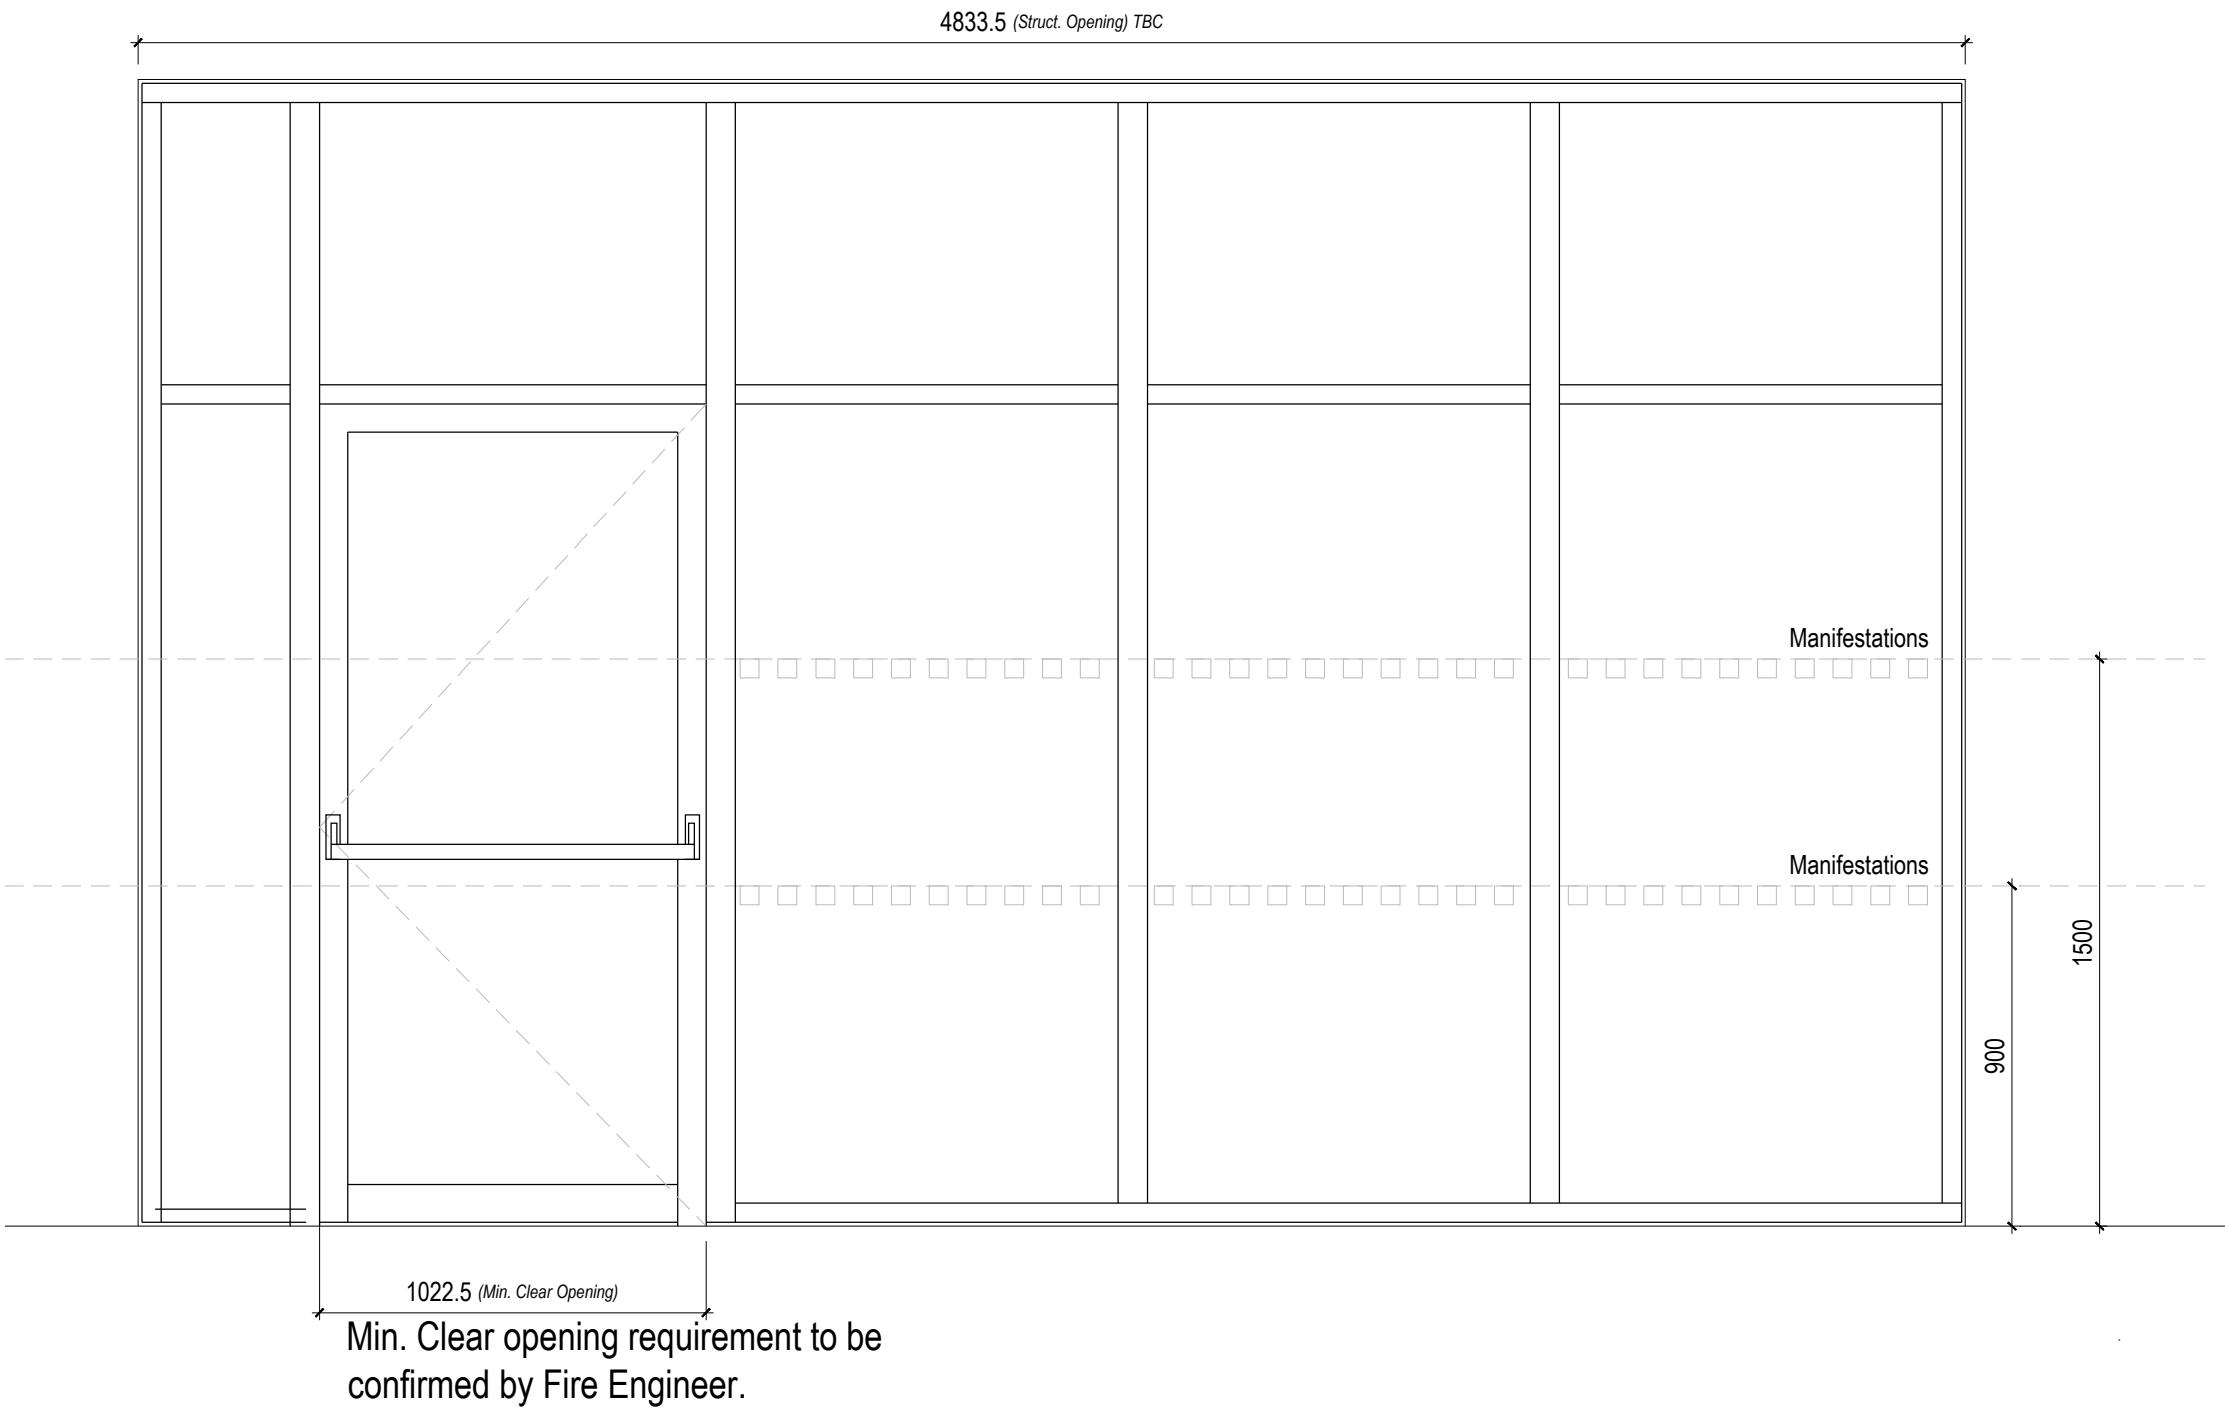 4833.5 (Struct. Opening) TBC
Manifestations
Manifestations
1500
900
1022.5 (Min. Clear Opening)
Min. Clear opening requirement to be
confirmed by Fire Engineer.